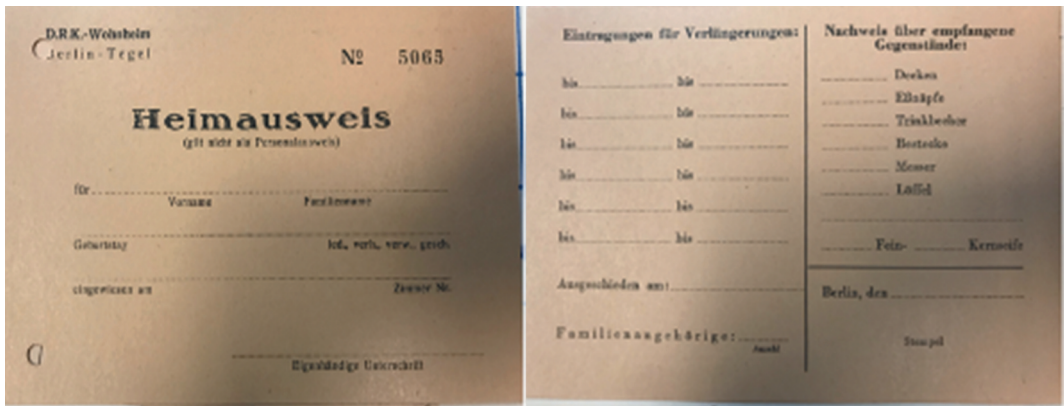 D.R.K.-Wohnheim
Berlin-Tegel
№ 5065
Heimausweis
(gilt nicht als Personalausweis)
für
Vorname Familienname
Geburtstag led., verh., verw., gesch.
eingewiesen am Zimmer Nr.
Eigenhändige Unterschrift
Eintragungen für Verlängerungen:
bis bis
bis bis
bis bis
bis bis
bis bis
bis bis
Ausgeschieden am:
Familienangehörige:
Anzahl
Nachweis über empfangene
Gegenstände:
Decken
Eßnäpfe
Trinkbecher
Bestecke
Messer
Löffel
Fein- Kernseife
Berlin, den
Stempel